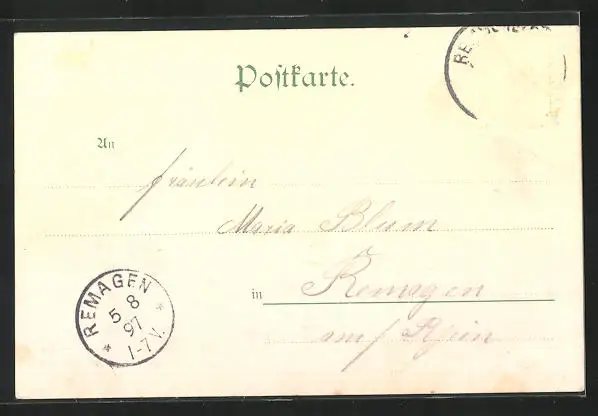 Postkarte.
An
Fräulein
Maria Blum
in Remagen
am / Rhein
REMAGEN
5 8
97
* 1-7 V. *